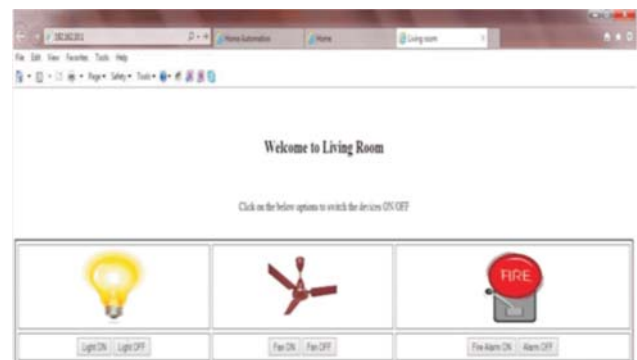 Home Automation Home Living room
File Edit View Favorites Tools Help
Page Safety Tools
Welcome to Living Room
Click on the below options to switch the devices ON OFF
FIRE
Light ON Light OFF Fan ON Fan OFF Fire Alarm ON Alarm OFF